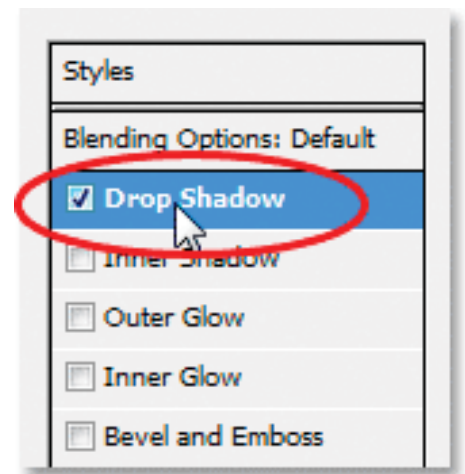 Styles
Blending Options: Default
Drop Shadow
Inner Shadow
Outer Glow
Inner Glow
Bevel and Emboss